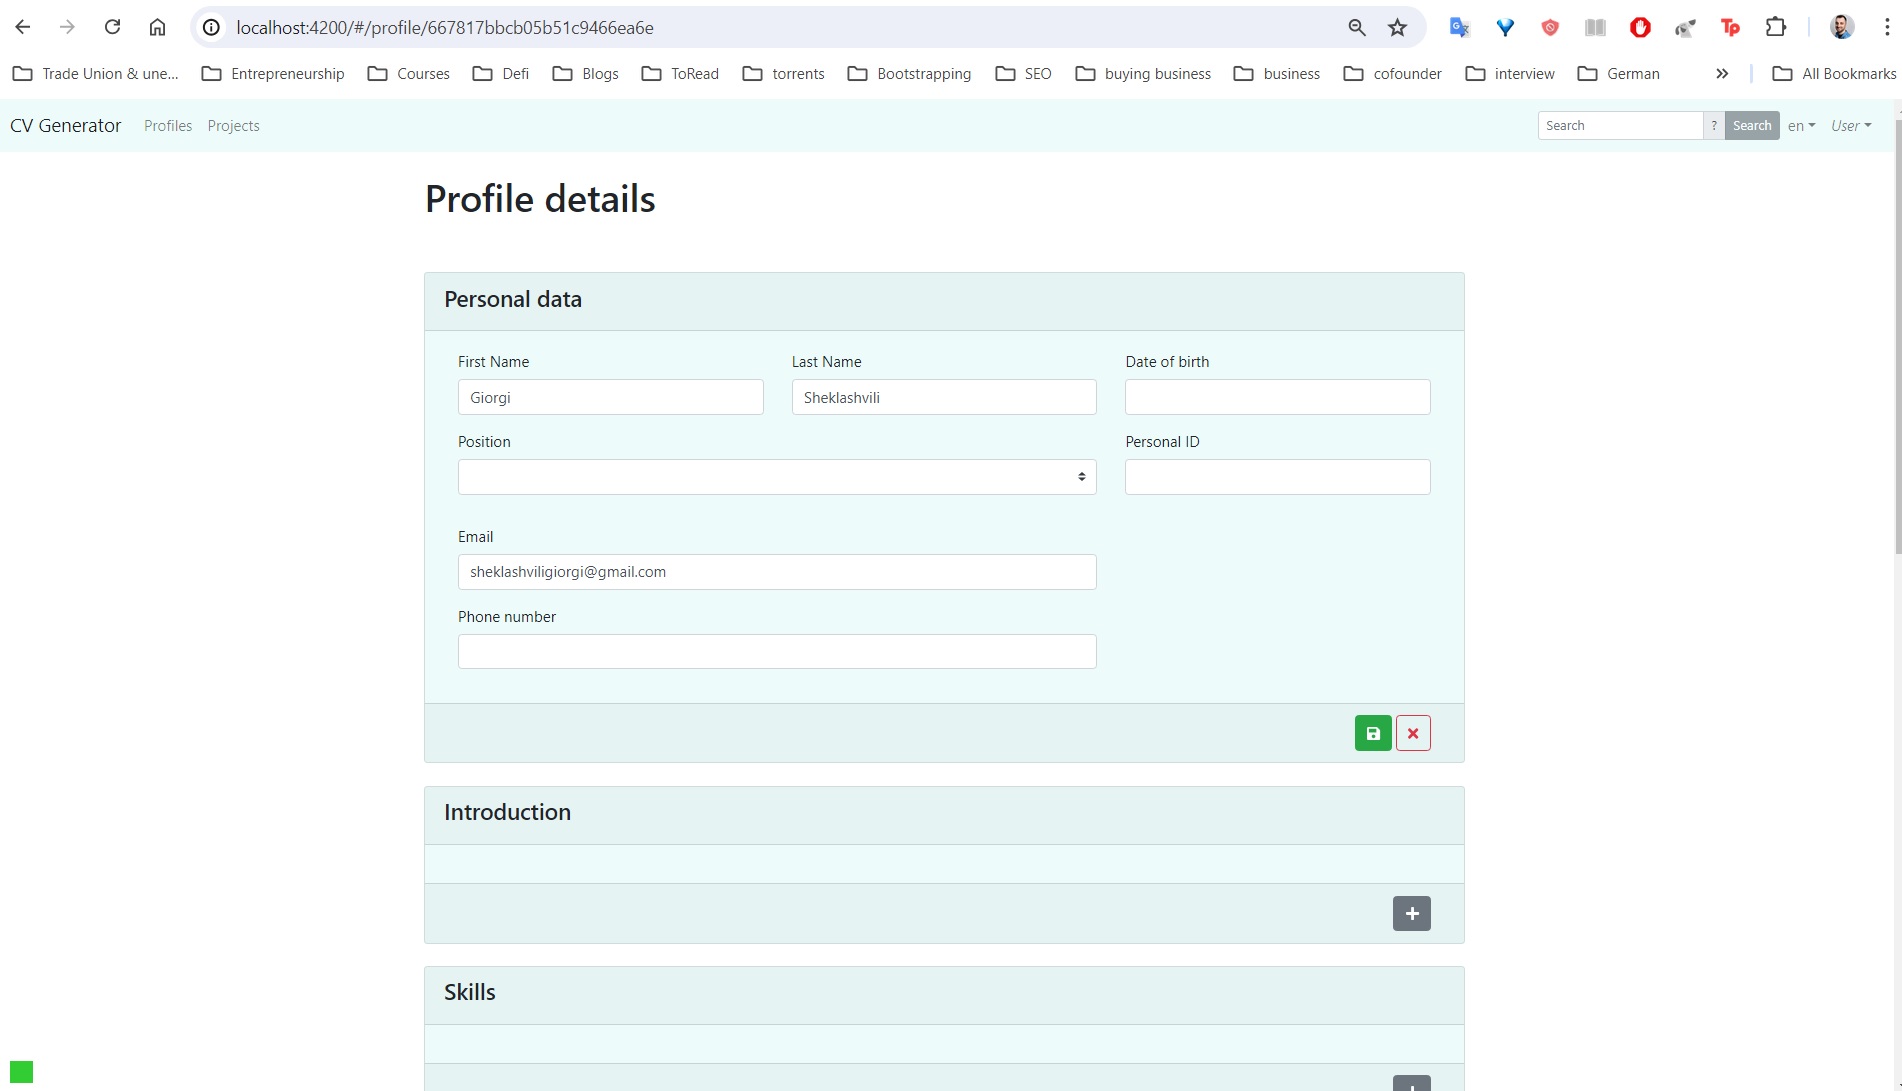 localhost:4200/#/profile/667817bbcb05b51c9466ea6e
Trade Union & une... Entrepreneurship Courses Defi Blogs ToRead torrents Bootstrapping SEO buying business business cofounder interview German » All Bookmarks
CV Generator Profiles Projects Search ? Search en User
Profile details
Personal data
First Name Last Name Date of birth
Giorgi Sheklashvili
Position Personal ID
Email
sheklashviligiorgi@gmail.com
Phone number
Introduction
Skills